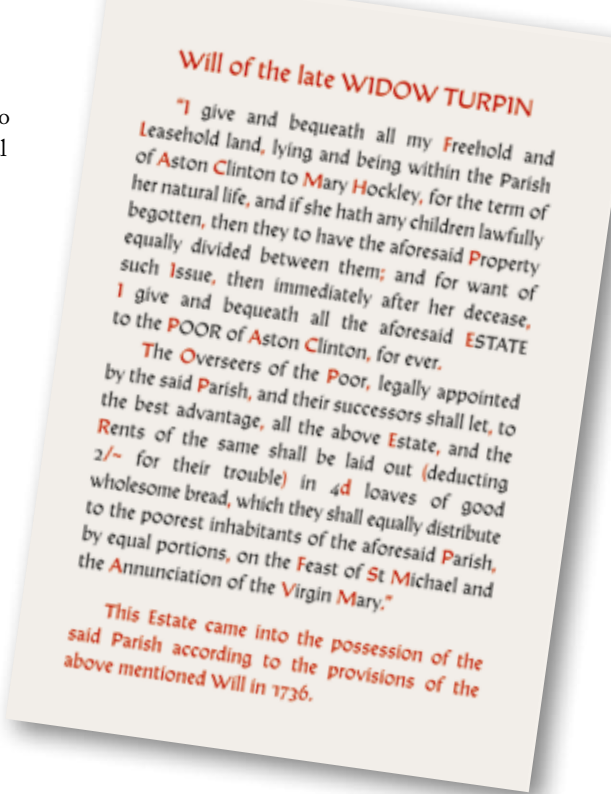 o
l
Will of the late WIDOW TURPIN
"I give and bequeath all my Freehold and
Leasehold land, lying and being within the Parish
of Aston Clinton to Mary Hockley, for the term of
her natural life, and if she hath any children lawfully
begotten, then they to have the aforesaid Property
equally divided between them; and for want of
such Issue, then immediately after her decease,
I give and bequeath all the aforesaid ESTATE
to the POOR of Aston Clinton, for ever.
The Overseers of the Poor, legally appointed
by the said Parish, and their successors shall let, to
the best advantage, all the above Estate, and the
Rents of the same shall be laid out (deducting
2/~ for their trouble) in 4d loaves of good
wholesome bread, which they shall equally distribute
to the poorest inhabitants of the aforesaid Parish,
by equal portions, on the Feast of St Michael and
the Annunciation of the Virgin Mary."
This Estate came into the possession of the
said Parish according to the provisions of the
above mentioned Will in 1736.